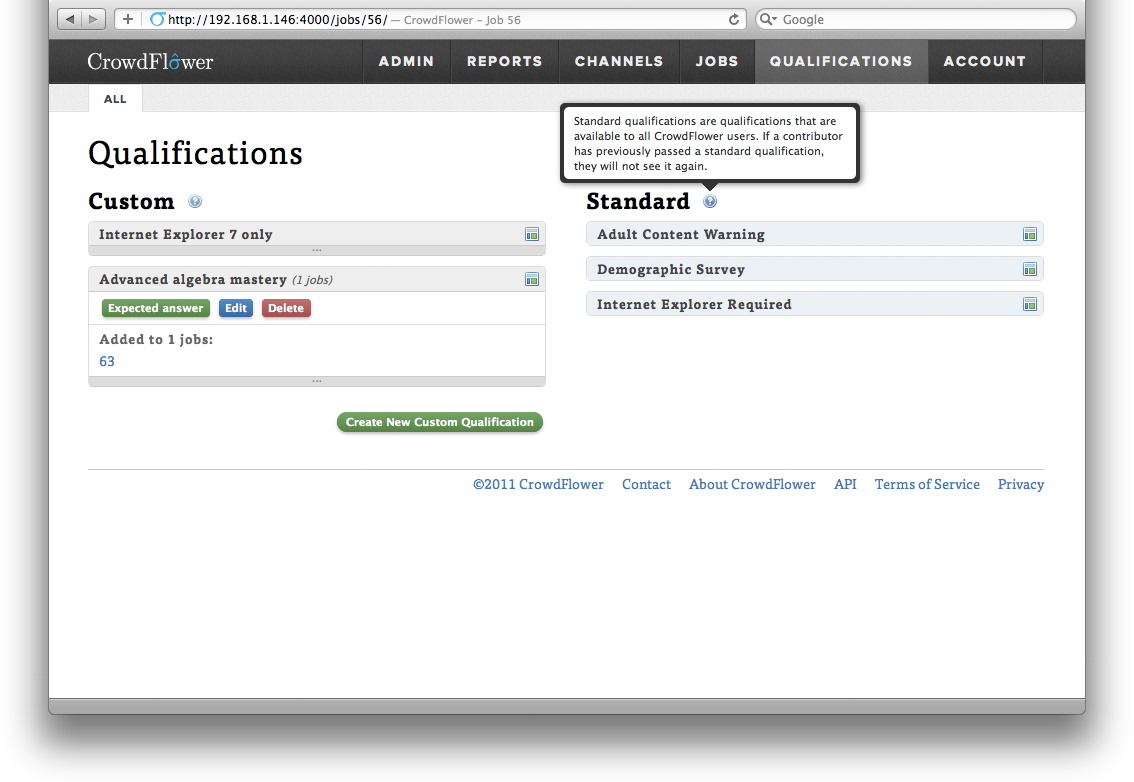 http://192.168.1.146:4000/jobs/56/ — CrowdFlower – Job 56
Google
CrowdFlower
ADMIN
REPORTS
CHANNELS
JOBS
QUALIFICATIONS
ACCOUNT
ALL
Standard qualifications are qualifications that are
available to all CrowdFlower users. If a contributor
has previously passed a standard qualification,
they will not see it again.
Qualifications
Custom ?
Internet Explorer 7 only
...
Advanced algebra mastery (1 jobs)
Expected answer Edit Delete
Added to 1 jobs:
63
...
Create New Custom Qualification
Standard ?
Adult Content Warning
Demographic Survey
Internet Explorer Required
©2011 CrowdFlower Contact About CrowdFlower API Terms of Service Privacy